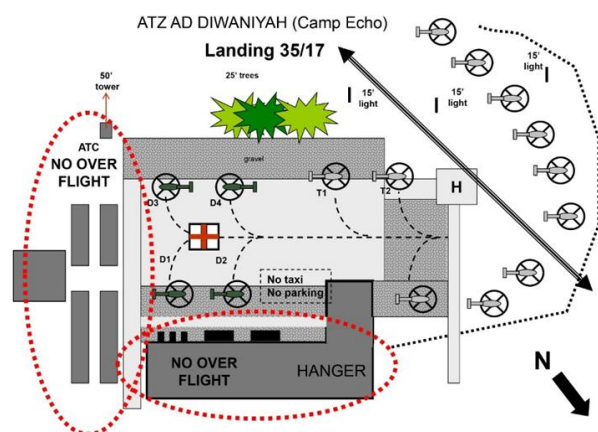 ATZ AD DIWANIYAH (Camp Echo)
Landing 35/17
50'
tower
25' trees
15'
light
15'
light
15'
light
ATC
NO OVER
FLIGHT
gravel
H
D3
D4
T1
T2
D1
D2
No taxi
No parking
NO OVER
FLIGHT
HANGER
N